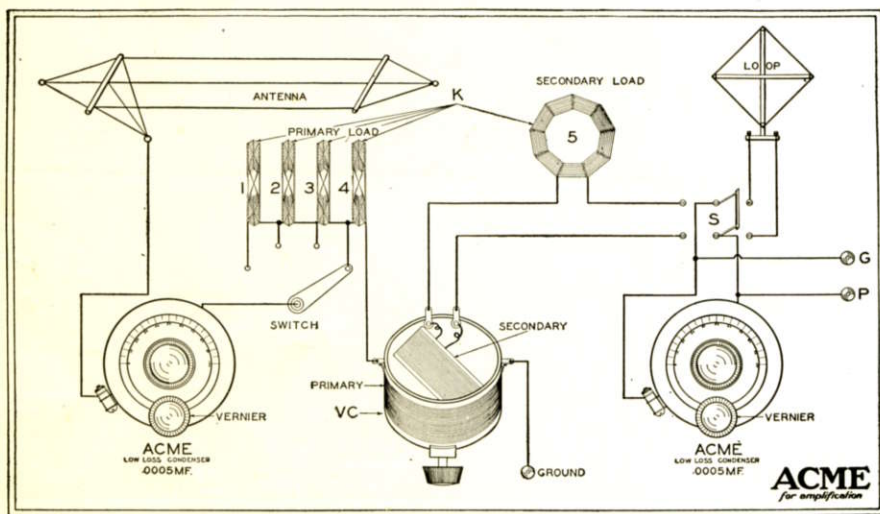 ANTENNA
K
PRIMARY LOAD
1 2 3 4
SECONDARY LOAD
5
LOOP
S
G
P
SWITCH
SECONDARY
PRIMARY
VC
GROUND
VERNIER
ACME
LOW LOSS CONDENSER
.0005 MF.
VERNIER
ACME
LOW LOSS CONDENSER
.0005 MF.
ACME
for amplification